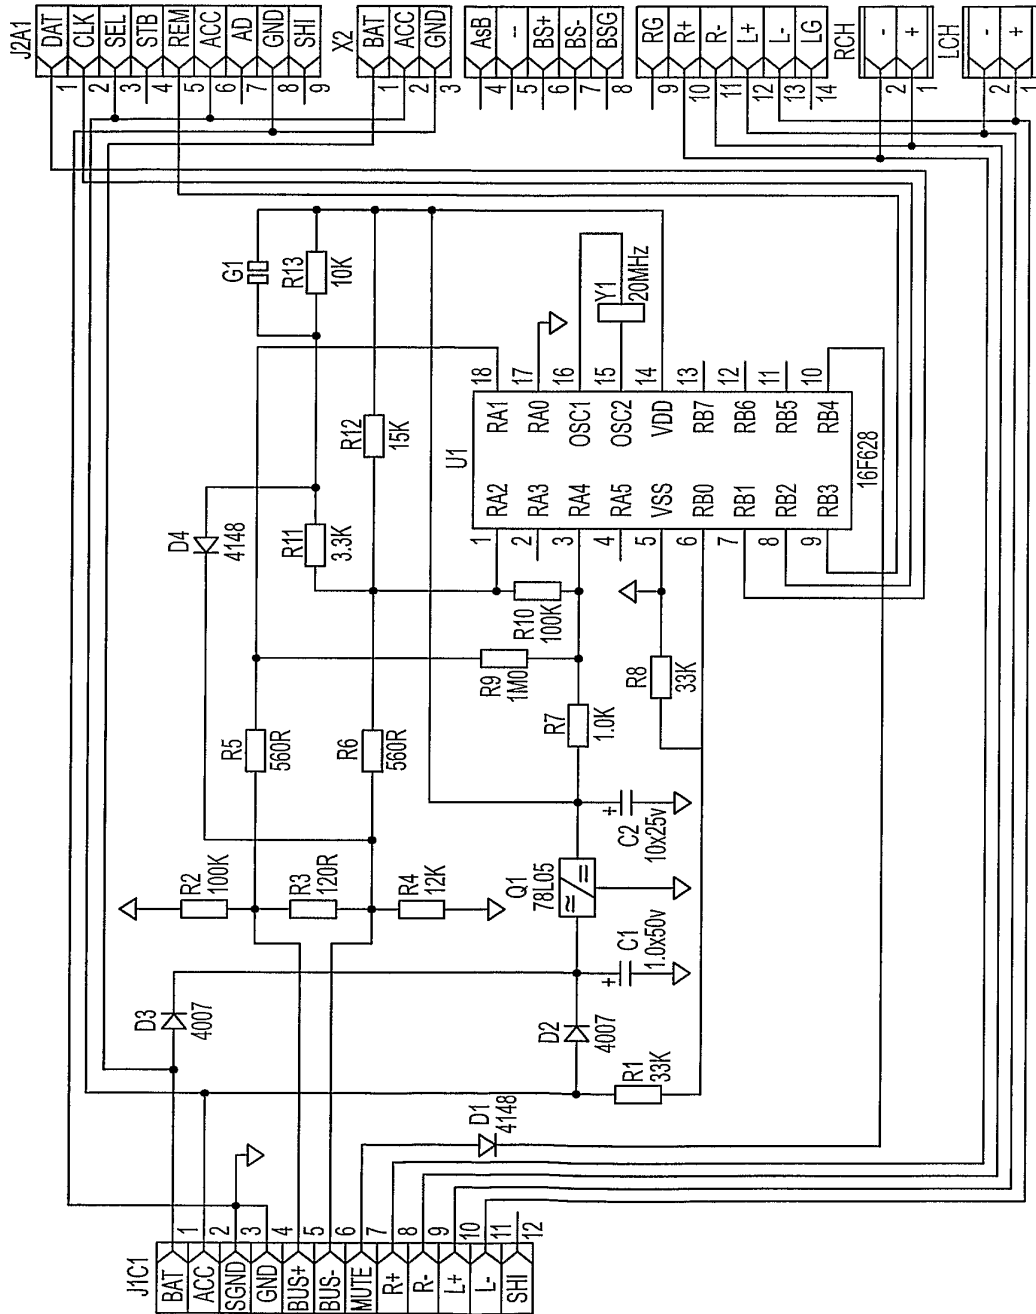 J2A1
DAT
CLK
SEL
STB
REM
ACC
AD
GND
SHI
1
2
3
4
5
6
7
8
9
X2
BAT
ACC
GND
1
2
3
AsB
--
BS+
BS-
BSG
4
5
6
7
8
RG
R+
R-
L+
L-
LG
9
10
11
12
13
14
RCH
-
+
2
1
LCH
-
+
2
1
G1
R13
10K
R12
15K
D4
4148
R11
3.3K
R5
560R
R6
560R
R10
100K
R9
1M0
R7
1.0K
R8
33K
Y1
20MHz
U1
16F628
18
17
16
15
14
13
12
11
10
RA1
RA0
OSC1
OSC2
VDD
RB7
RB6
RB5
RB4
RA2
RA3
RA4
RA5
VSS
RB0
RB1
RB2
RB3
1
2
3
4
5
6
7
8
9
R2
100K
R3
120R
R4
12K
Q1
78L05
C2
10x25v
+
C1
1.0x50v
+
D3
4007
D2
4007
R1
33K
D1
4148
J1C1
BAT
ACC
SGND
GND
BUS+
BUS-
MUTE
R+
R-
L+
L-
SHI
1
2
3
4
5
6
7
8
9
10
11
12